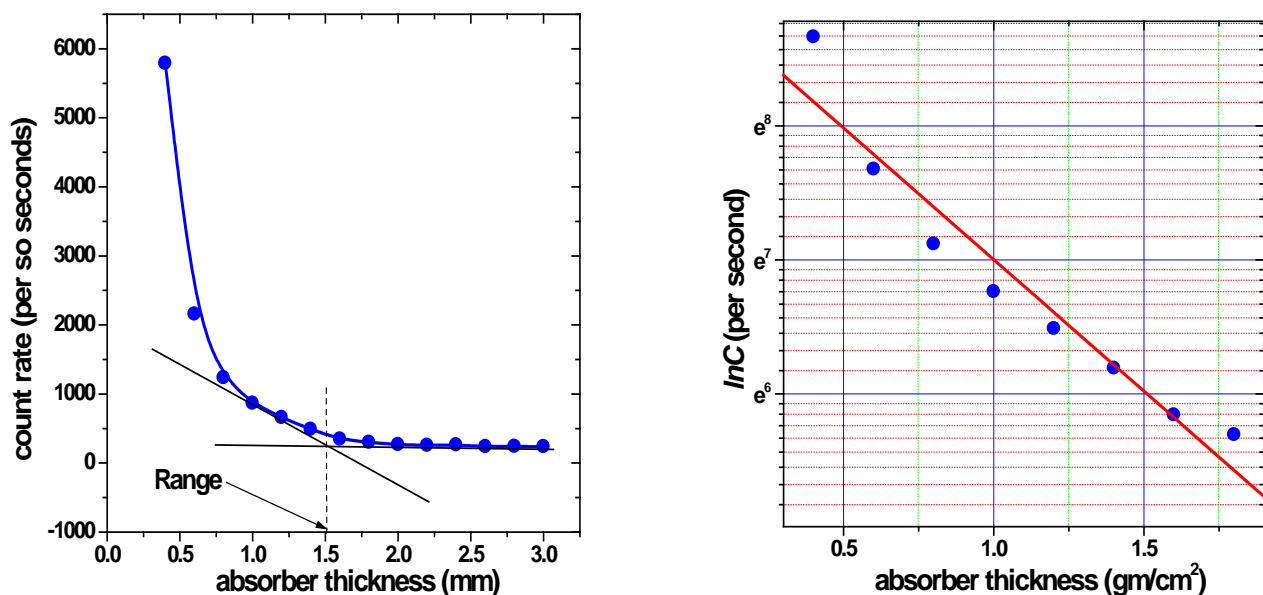 6000
5000
4000
3000
2000
1000
0
-1000
count rate (per so seconds)
Range
0.0 0.5 1.0 1.5 2.0 2.5 3.0
absorber thickness (mm)
e⁸
e⁷
e⁶
lnC (per second)
0.5 1.0 1.5
absorber thickness (gm/cm²)